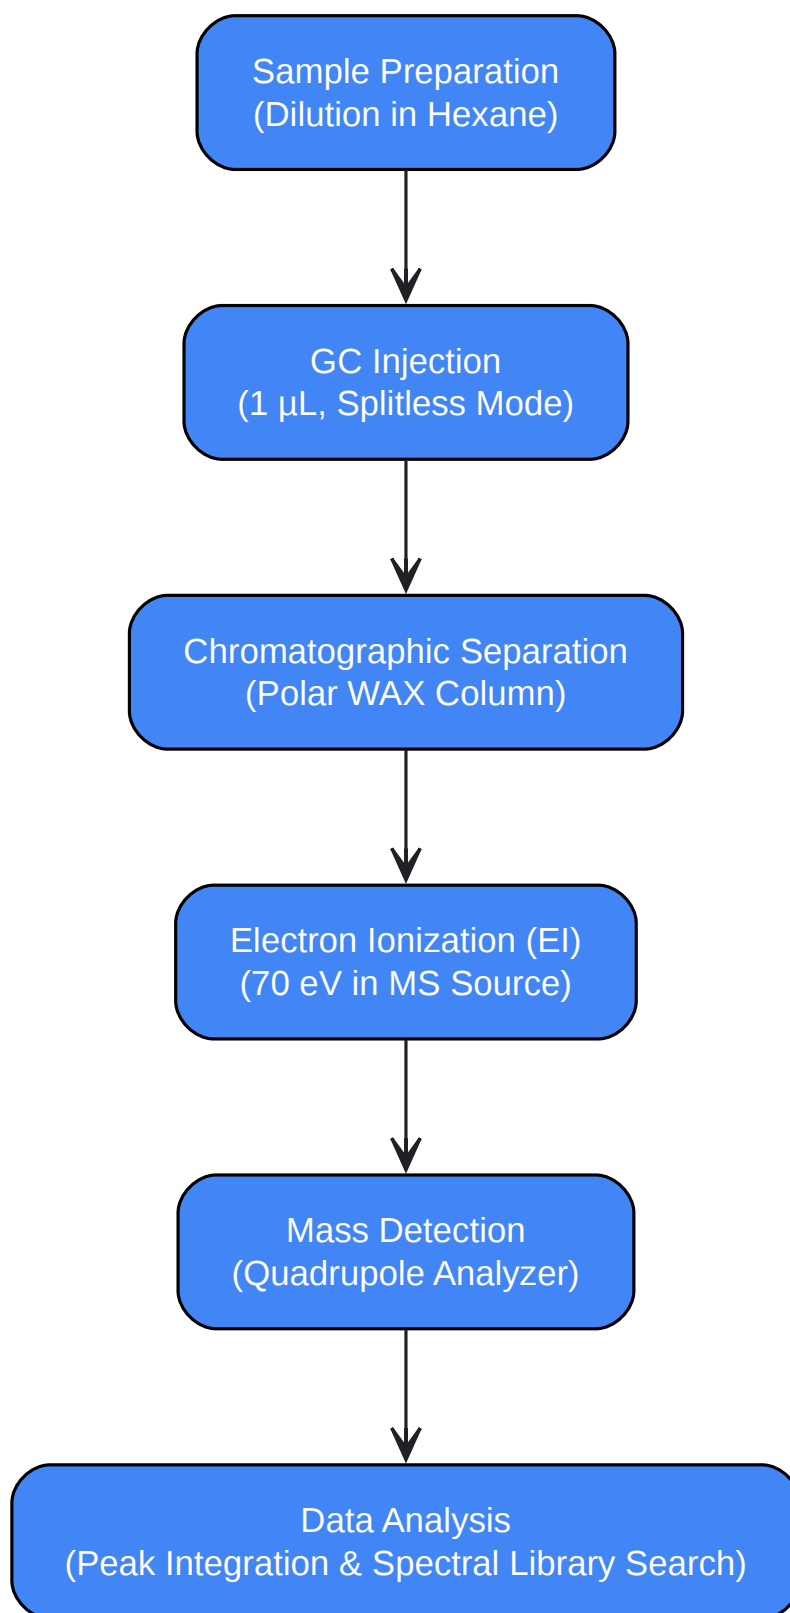 Sample Preparation
(Dilution in Hexane)
GC Injection
(1 µL, Splitless Mode)
Chromatographic Separation
(Polar WAX Column)
Electron Ionization (EI)
(70 eV in MS Source)
Mass Detection
(Quadrupole Analyzer)
Data Analysis
(Peak Integration & Spectral Library Search)